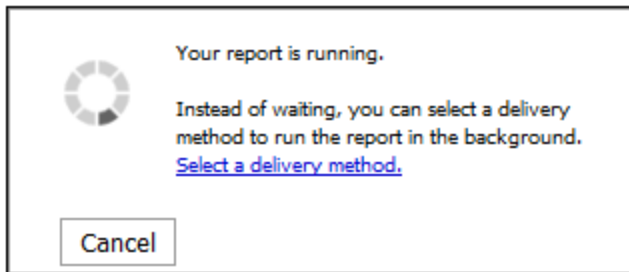 Your report is running.
Instead of waiting, you can select a delivery
method to run the report in the background.
Select a delivery method.
Cancel